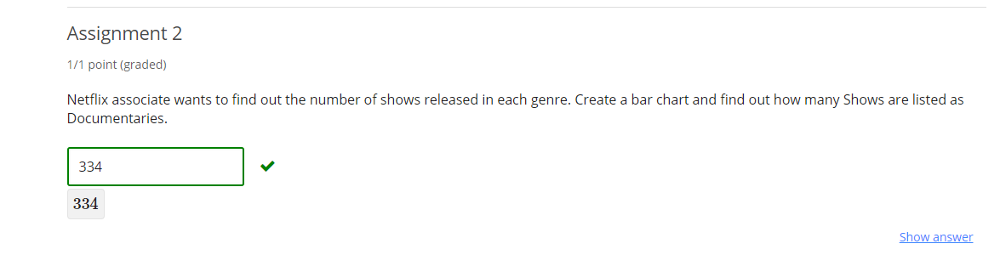 Assignment 2
1/1 point (graded)
Netflix associate wants to find out the number of shows released in each genre. Create a bar chart and find out how many Shows are listed as
Documentaries.
334
334
Show answer